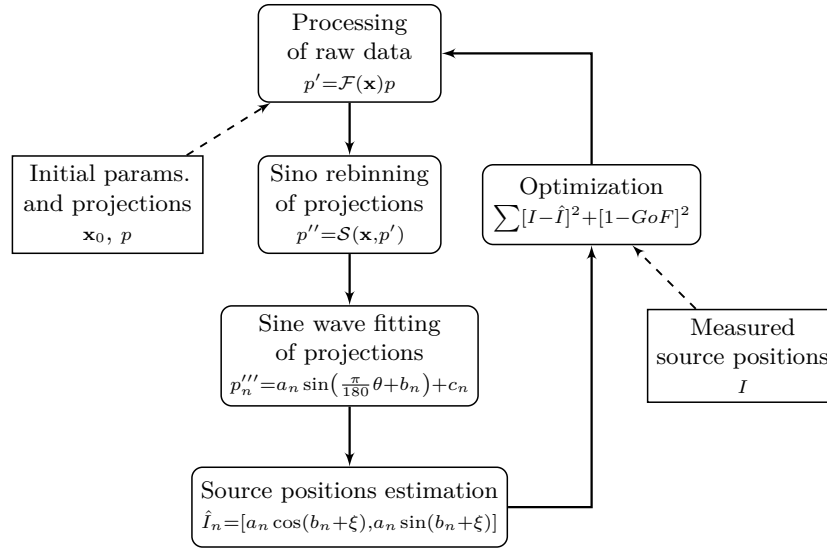 Processing
of raw data
p′=𝓕(𝐱)p
Initial params.
and projections
𝐱₀, p
Sino rebinning
of projections
p″=𝒮(𝐱,p′)
Optimization
∑[I−Î]²+[1−GoF]²
Sine wave fitting
of projections
p‴ₙ=aₙ sin(π/180 θ+bₙ)+cₙ
Measured
source positions
I
Source positions estimation
Îₙ=[aₙ cos(bₙ+ξ),aₙ sin(bₙ+ξ)]